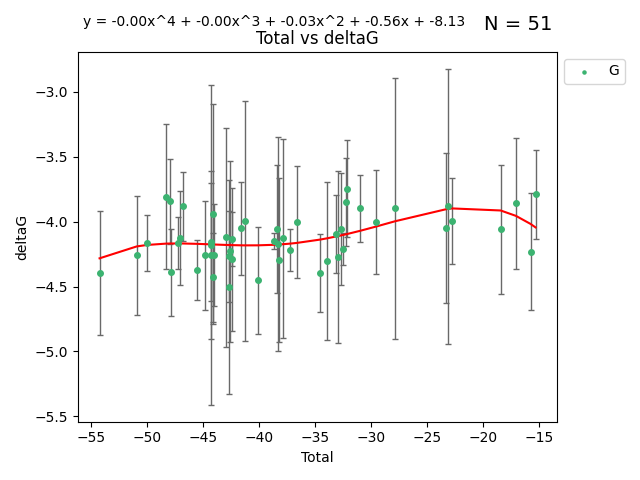 y = -0.00x^4 + -0.00x^3 + -0.03x^2 + -0.56x + -8.13
N = 51
Total vs deltaG
G
deltaG
−3.0
−3.5
−4.0
−4.5
−5.0
−5.5
−55 −50 −45 −40 −35 −30 −25 −20 −15
Total